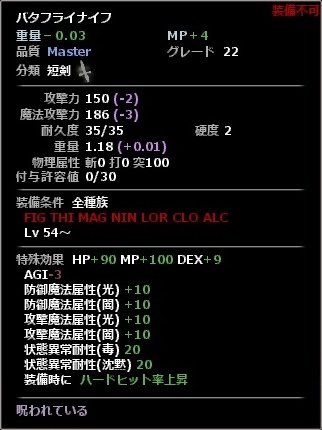 バタフライナイフ 装備不可
重量－0.03 MP＋4
品質 Master グレード 22
分類 短剣
攻撃力 150 (-2)
魔法攻撃力 186 (-3)
耐久度 35/35 硬度 2
重量 1.18 (+0.01)
物理属性 斬0 打0 突100
付与許容値 0/30
装備条件 全種族
FIG THI MAG NIN LOR CLO ALC
Lv 54～
特殊効果 HP+90 MP+100 DEX+9
AGI-3
防御魔法属性(光) +10
防御魔法属性(闇) +10
攻撃魔法属性(光) +10
攻撃魔法属性(闇) +10
状態異常耐性(毒) 20
状態異常耐性(沈黙) 20
装備時に ハードヒット率上昇
呪われている